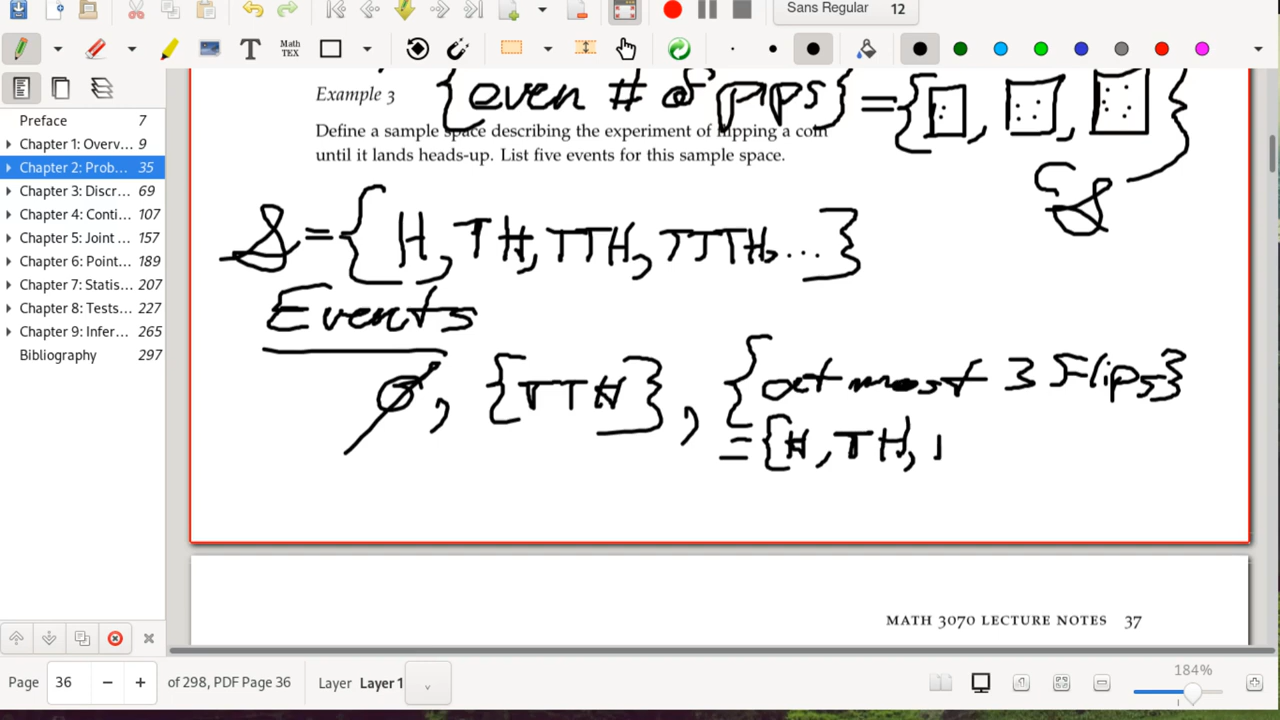 Sans Regular 12
Math
TEX
Preface 7
Chapter 1: Overv... 9
Chapter 2: Prob... 35
Chapter 3: Discr... 69
Chapter 4: Conti... 107
Chapter 5: Joint ... 157
Chapter 6: Point... 189
Chapter 7: Statis... 207
Chapter 8: Tests... 227
Chapter 9: Infer... 265
Bibliography 297
Example 3 {even # of pips} = { , , }
Define a sample space describing the experiment of flipping a coin
until it lands heads-up. List five events for this sample space.
⊂ S
S = {H, TH, TTH, TTTH, ...}
Events
∅, {TTH}, {at most 3 flips}
= {H, TH,
MATH 3070 LECTURE NOTES 37
Page 36 of 298, PDF Page 36 Layer Layer 1 184%